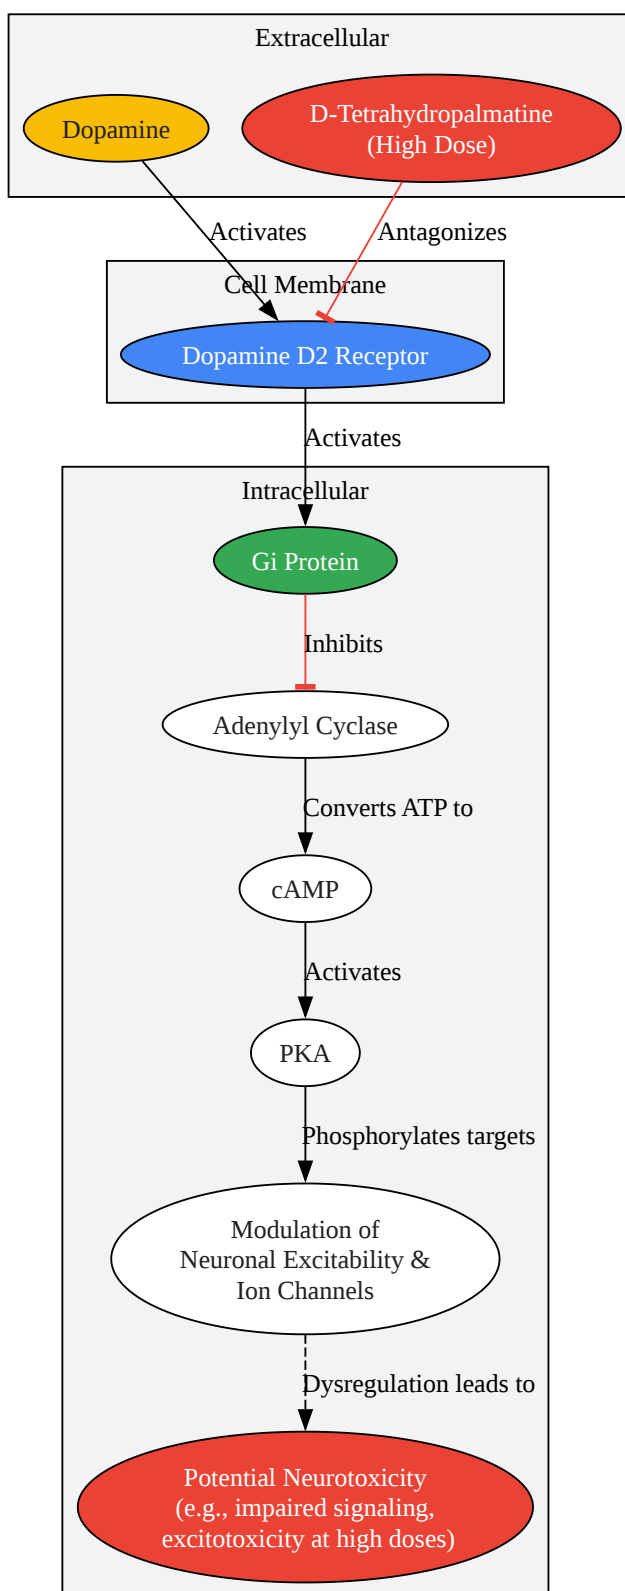 Extracellular
Dopamine
D-Tetrahydropalmatine
(High Dose)
Activates
Antagonizes
Cell Membrane
Dopamine D2 Receptor
Activates
Intracellular
Gi Protein
Inhibits
Adenylyl Cyclase
Converts ATP to
cAMP
Activates
PKA
Phosphorylates targets
Modulation of
Neuronal Excitability &
Ion Channels
Dysregulation leads to
Potential Neurotoxicity
(e.g., impaired signaling,
excitotoxicity at high doses)